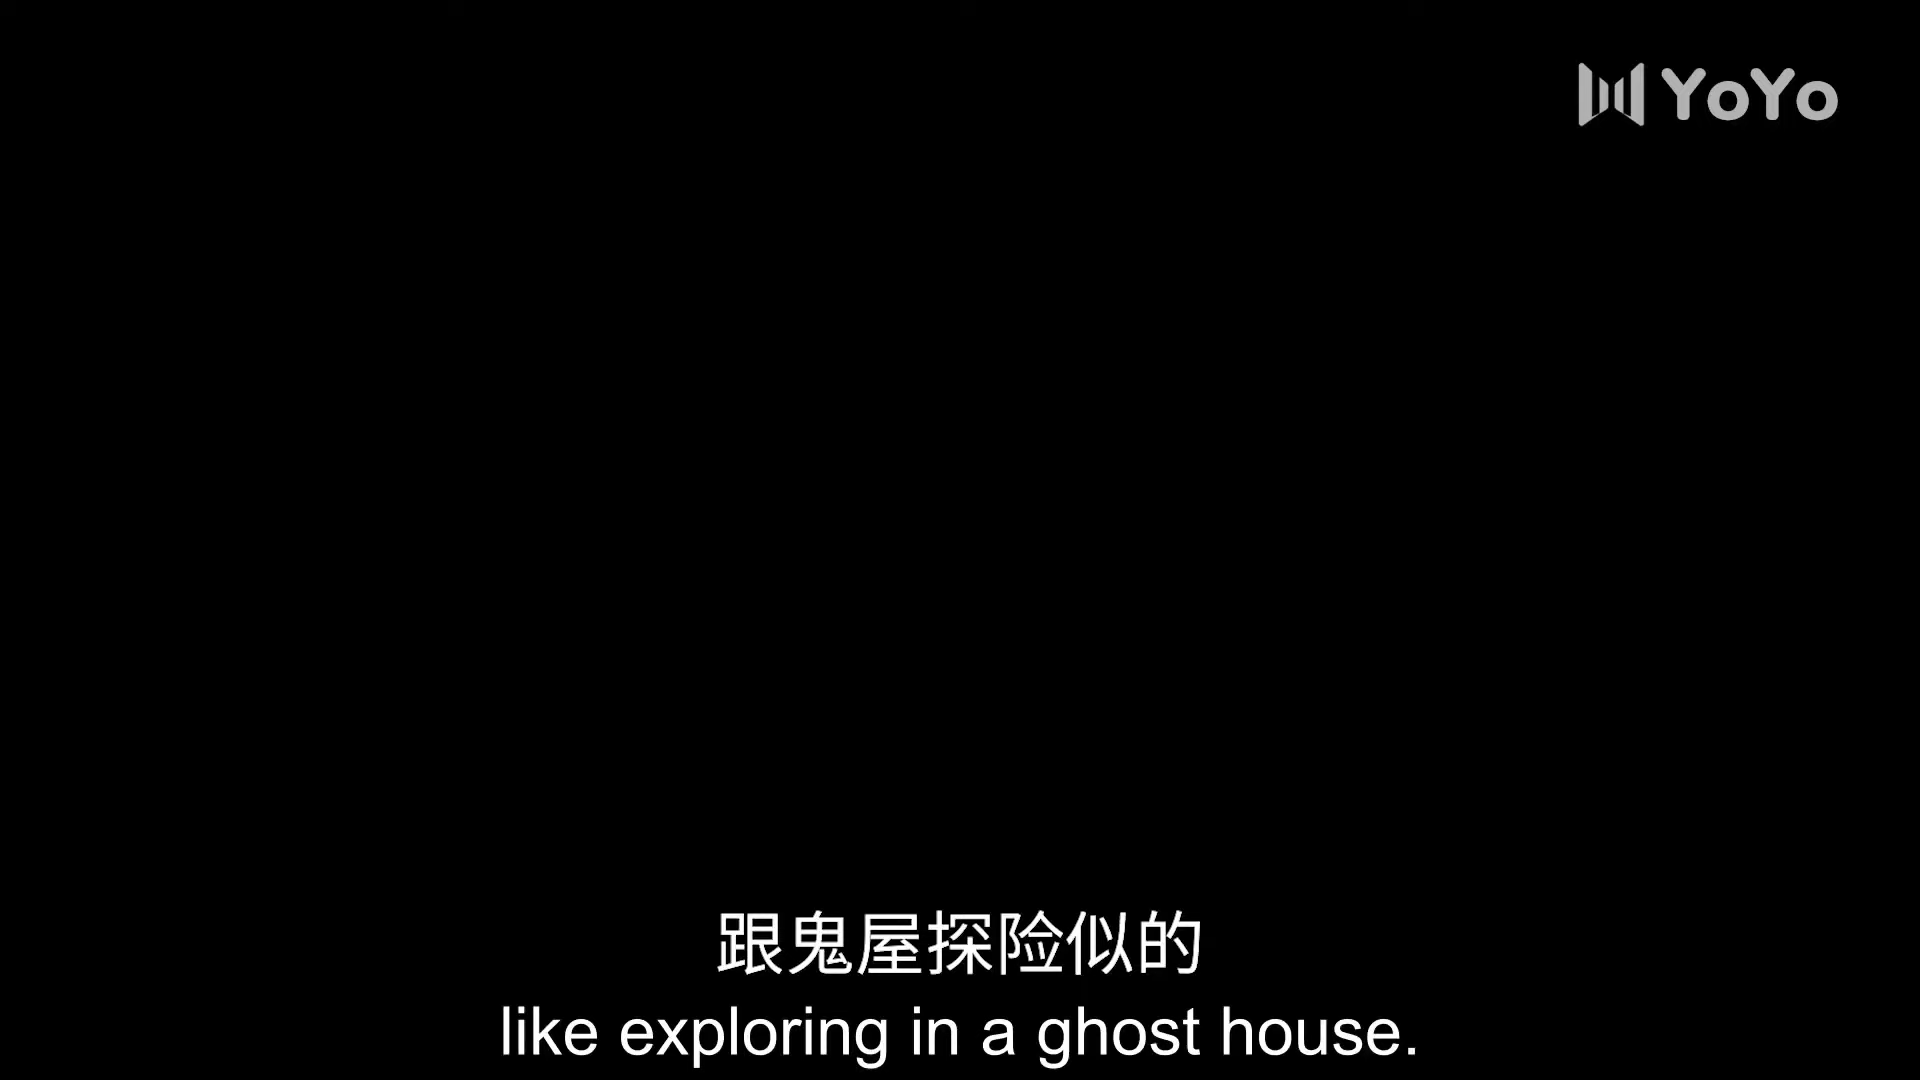 YoYo
跟鬼屋探险似的
like exploring in a ghost house.